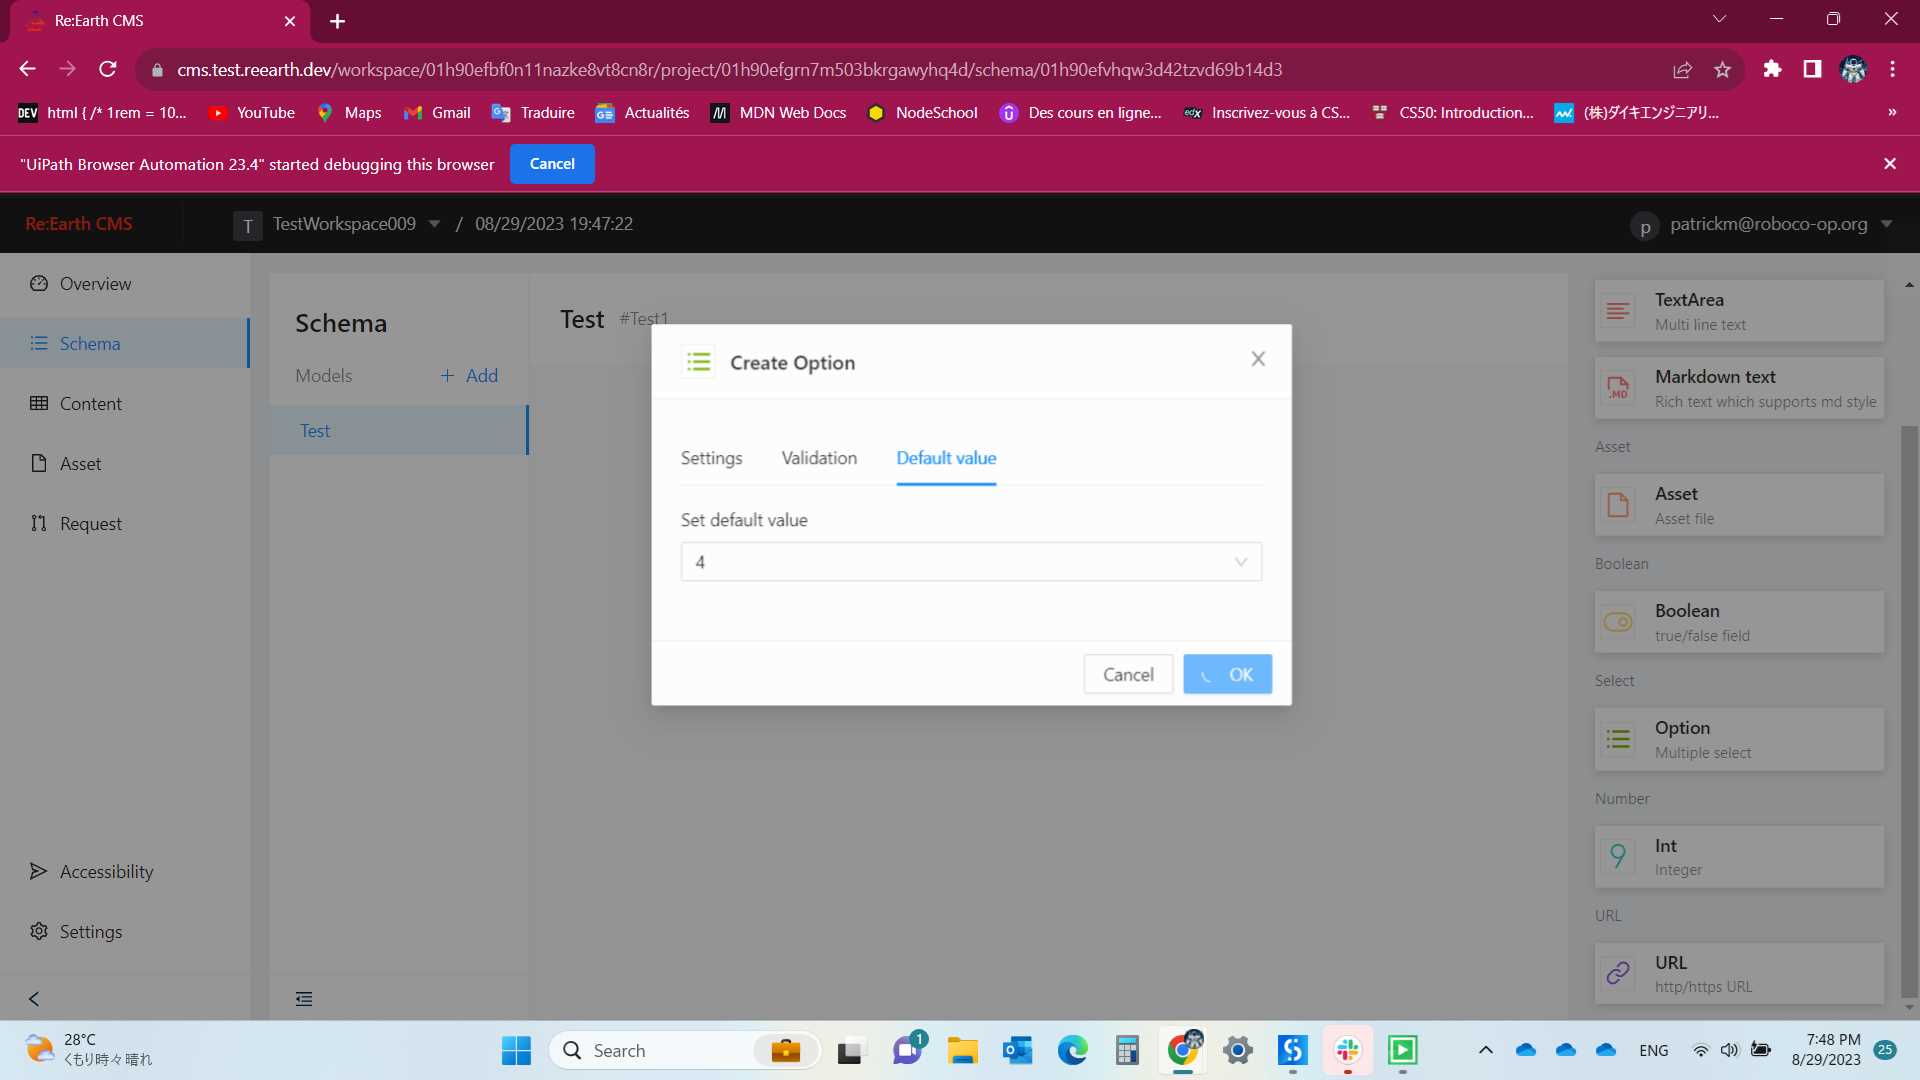 Re:Earth CMS
cms.test.reearth.dev/workspace/01h90efbf0n11nazke8vt8cn8r/project/01h90efgrn7m503bkrgawyhq4d/schema/01h90efvhqw3d42tzvd69b14d3
DEV html { /* 1rem = 10... YouTube Maps Gmail Traduire Actualités MDN Web Docs NodeSchool Des cours en ligne... edX Inscrivez-vous à CS... CS50: Introduction... (株)ダイキエンジニアリ... »
"UiPath Browser Automation 23.4" started debugging this browser Cancel
Re:Earth CMS T TestWorkspace009 / 08/29/2023 19:47:22 p patrickm@roboco-op.org
Overview
Schema
Content
Asset
Request
Accessibility
Settings
Schema
Models + Add
Test
Test #Test1
Create Option
Settings Validation Default value
Set default value
4
Cancel OK
TextArea
Multi line text
.MD
Markdown text
Rich text which supports md style
Asset
Asset
Asset file
Boolean
Boolean
true/false field
Select
Option
Multiple select
Number
Int
Integer
URL
URL
http/https URL
28°C
くもり時々晴れ
Search
1
ENG
7:48 PM
8/29/2023
25